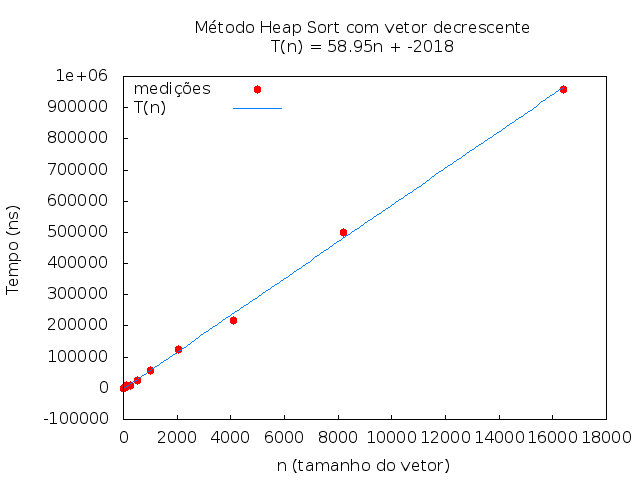 Método Heap Sort com vetor decrescente
T(n) = 58.95n + -2018
1e+06
900000
800000
700000
600000
500000
400000
300000
200000
100000
0
-100000
medições
T(n)
Tempo (ns)
0 2000 4000 6000 8000 10000 12000 14000 16000 18000
n (tamanho do vetor)